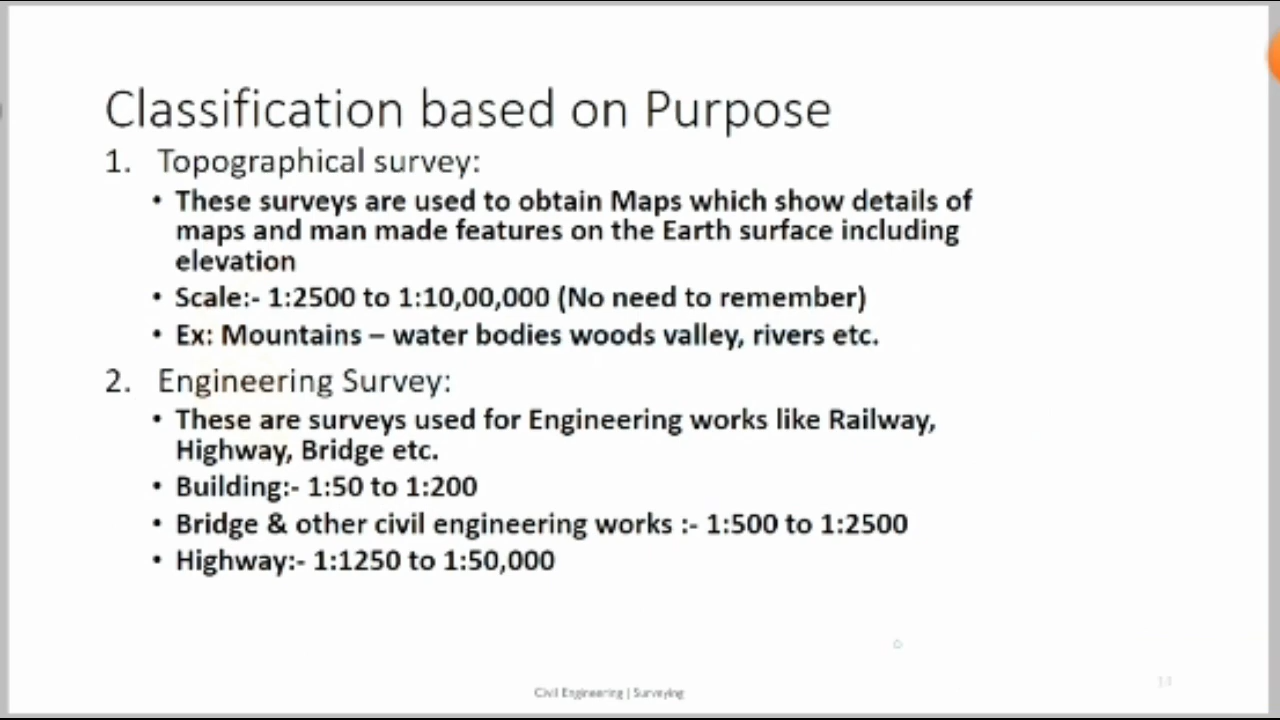 Classification based on Purpose
1. Topographical survey:
• These surveys are used to obtain Maps which show details of
maps and man made features on the Earth surface including
elevation
• Scale:- 1:2500 to 1:10,00,000 (No need to remember)
• Ex: Mountains – water bodies woods valley, rivers etc.
2. Engineering Survey:
• These are surveys used for Engineering works like Railway,
Highway, Bridge etc.
• Building:- 1:50 to 1:200
• Bridge & other civil engineering works :- 1:500 to 1:2500
• Highway:- 1:1250 to 1:50,000
Civil Engineering | Surveying
14